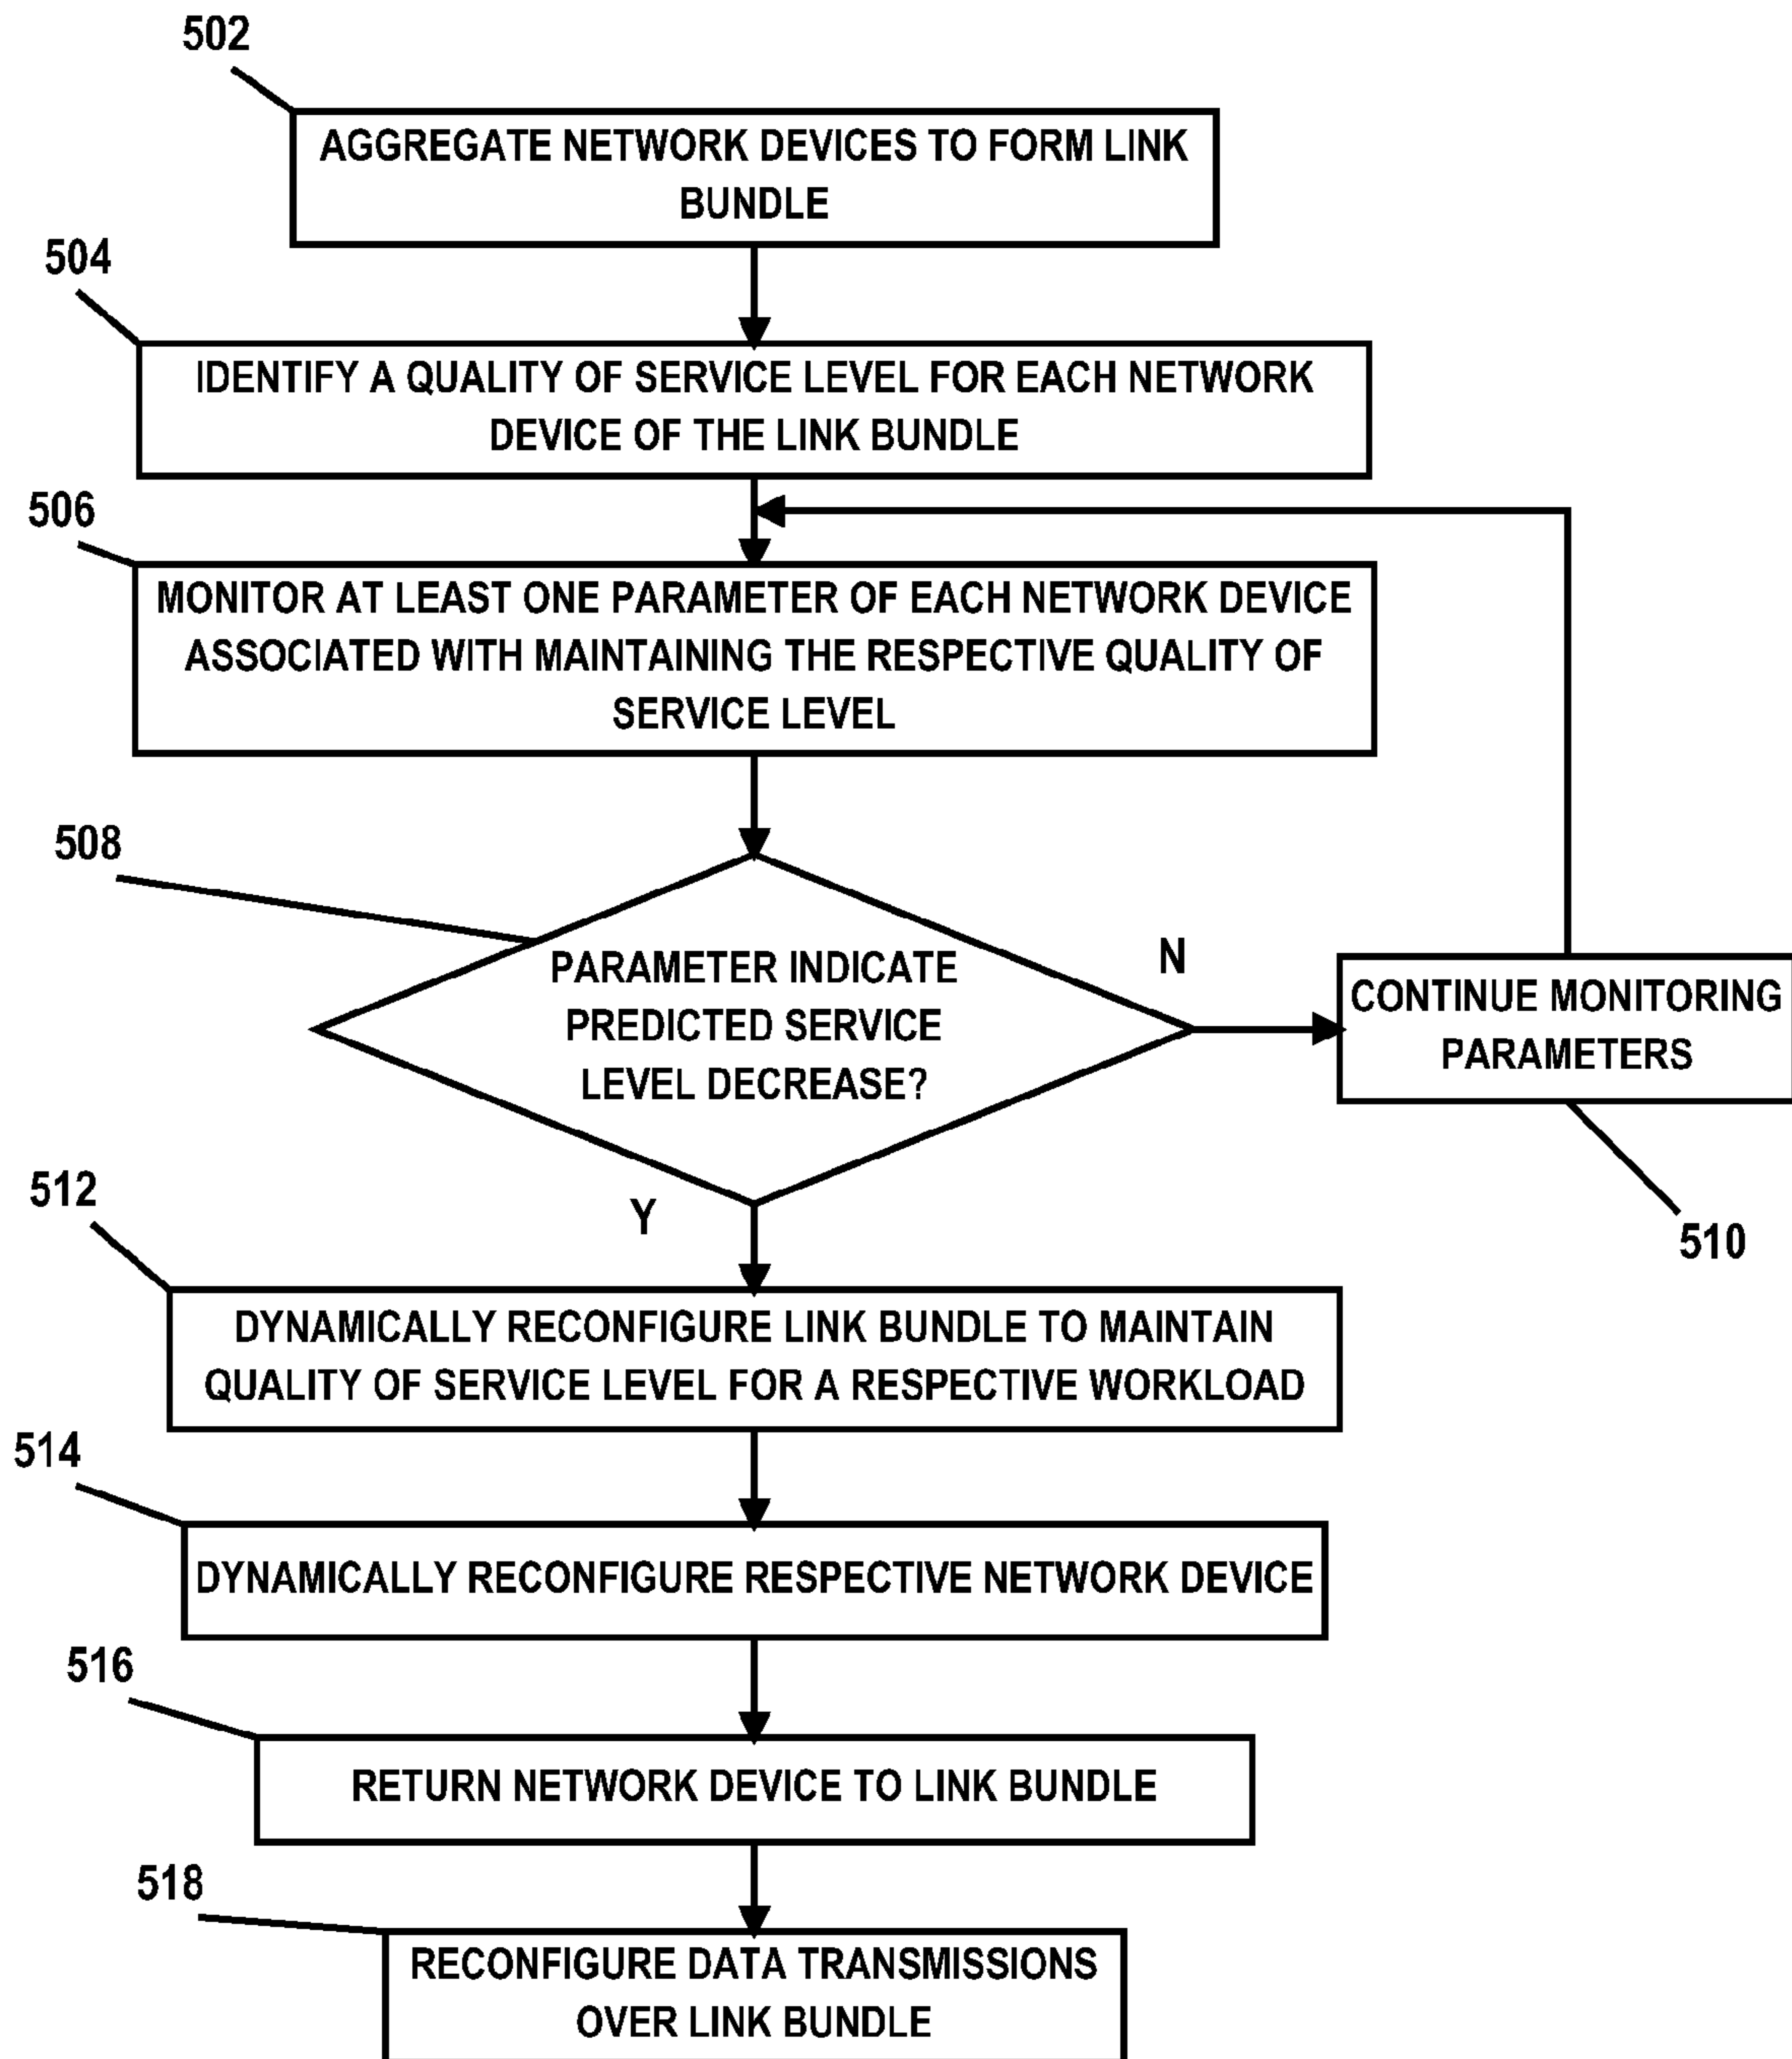 502
AGGREGATE NETWORK DEVICES TO FORM LINK
BUNDLE
504
IDENTIFY A QUALITY OF SERVICE LEVEL FOR EACH NETWORK
DEVICE OF THE LINK BUNDLE
506
MONITOR AT LEAST ONE PARAMETER OF EACH NETWORK DEVICE
ASSOCIATED WITH MAINTAINING THE RESPECTIVE QUALITY OF
SERVICE LEVEL
508
PARAMETER INDICATE
PREDICTED SERVICE
LEVEL DECREASE?
N
CONTINUE MONITORING
PARAMETERS
510
Y
512
DYNAMICALLY RECONFIGURE LINK BUNDLE TO MAINTAIN
QUALITY OF SERVICE LEVEL FOR A RESPECTIVE WORKLOAD
514
DYNAMICALLY RECONFIGURE RESPECTIVE NETWORK DEVICE
516
RETURN NETWORK DEVICE TO LINK BUNDLE
518
RECONFIGURE DATA TRANSMISSIONS
OVER LINK BUNDLE